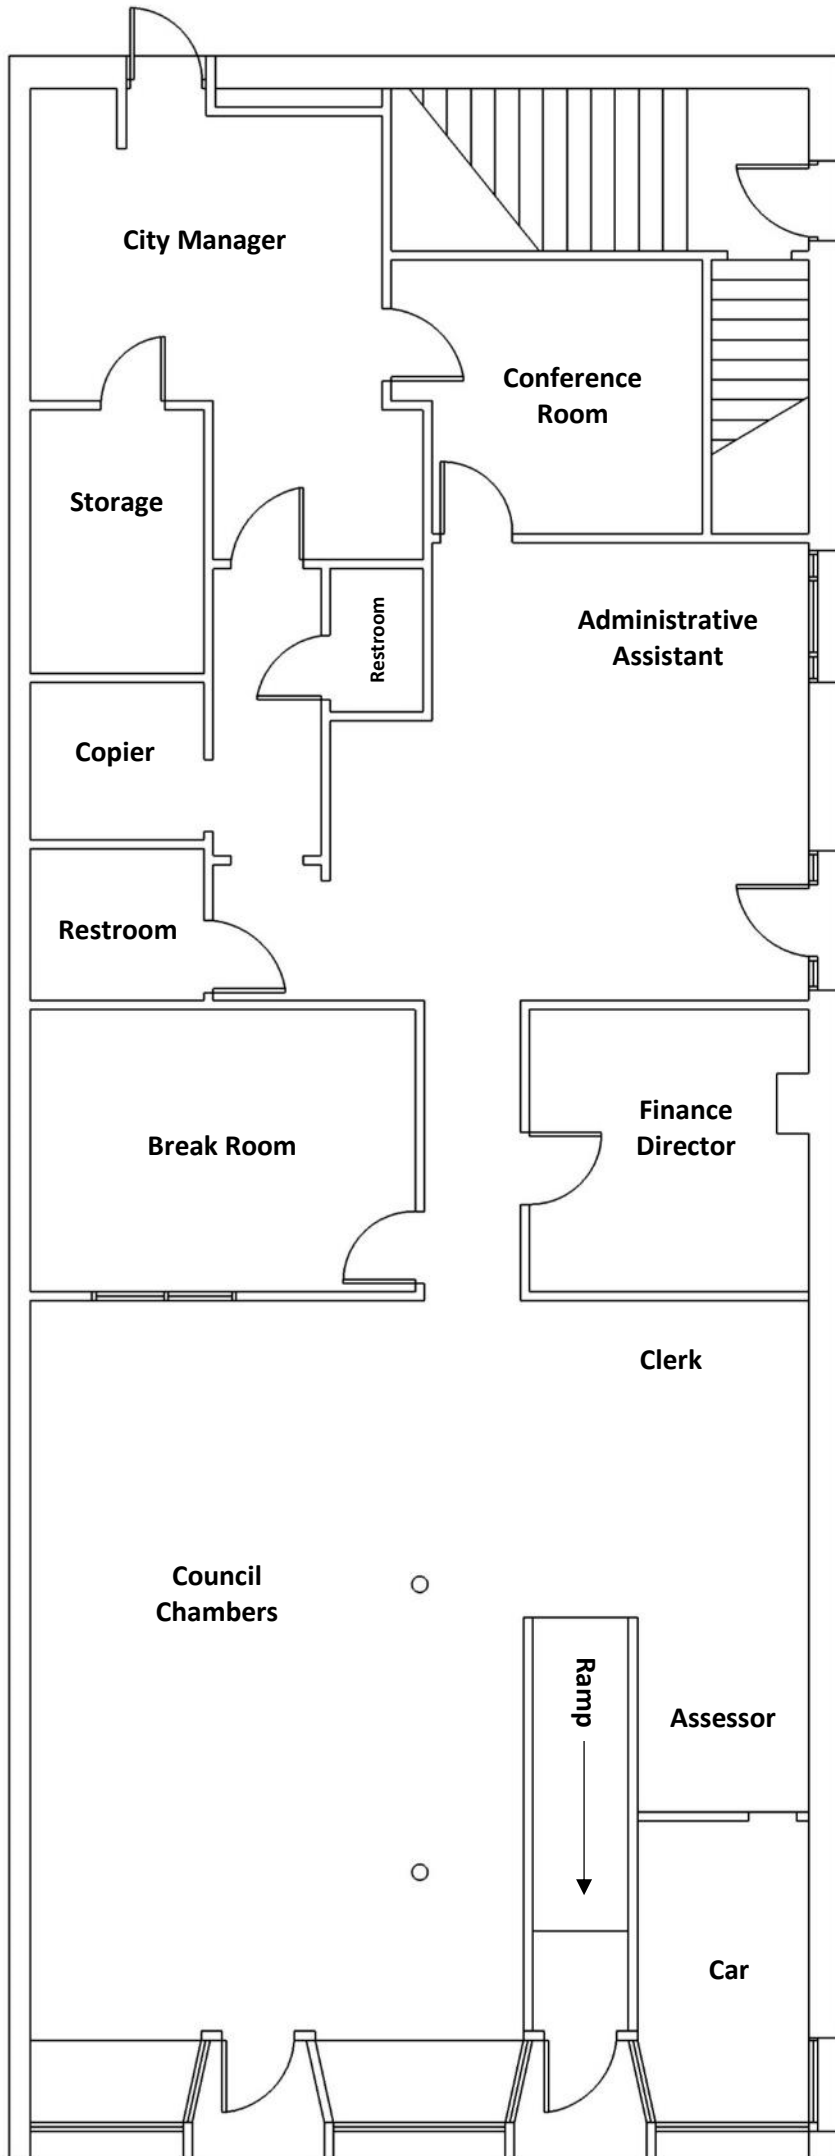 City Manager
Conference
Room
Storage
Restroom
Administrative
Assistant
Copier
Restroom
Break Room
Finance
Director
Clerk
Council
Chambers
Ramp
Assessor
Car